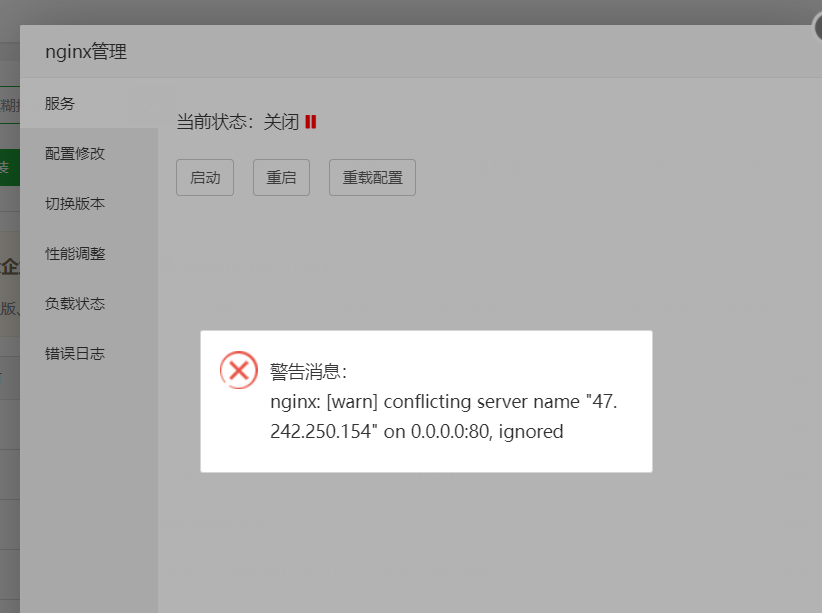 nginx管理
服务
当前状态：关闭
配置修改
启动
重启
重载配置
切换版本
性能调整
企
版、
负载状态
错误日志
警告消息：
nginx: [warn] conflicting server name "47.
242.250.154" on 0.0.0.0:80, ignored